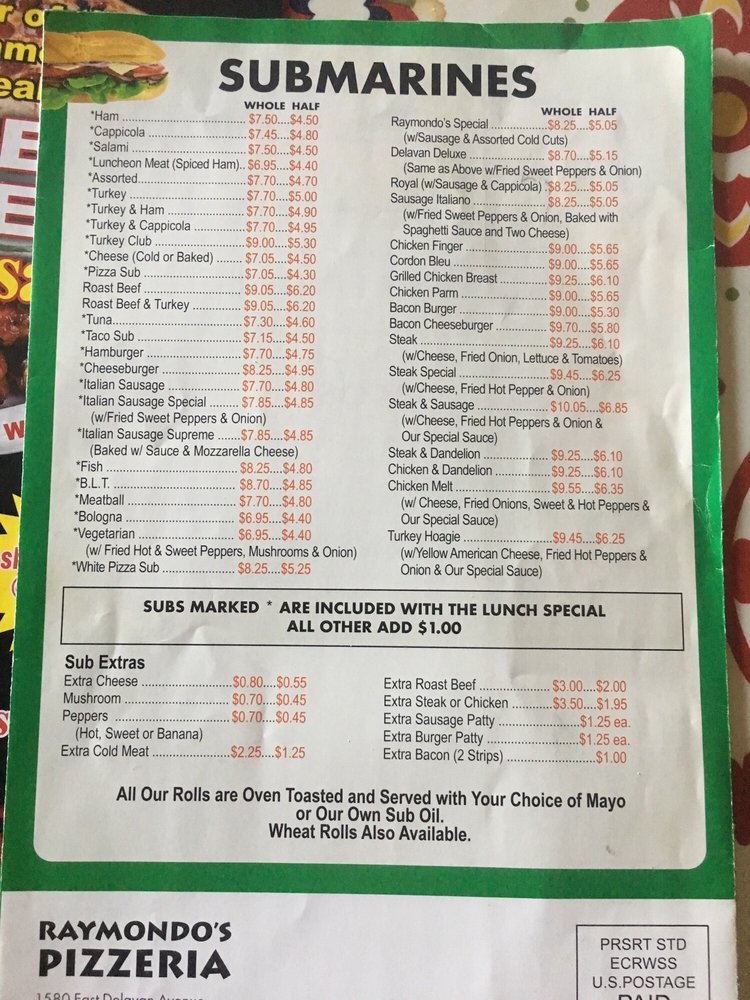 SUBMARINES
WHOLE HALF
*Ham ........ $7.50....$4.50
*Cappicola ........ $7.45....$4.80
*Salami ........ $7.50....$4.50
*Luncheon Meat (Spiced Ham).. $6.95....$4.40
*Assorted........ $7.70....$4.70
*Turkey ........ $7.70....$5.00
*Turkey & Ham ........ $7.70....$4.90
*Turkey & Cappicola ........ $7.70....$4.95
*Turkey Club ........ $9.00....$5.30
*Cheese (Cold or Baked) ....... $7.05....$4.50
*Pizza Sub ........ $7.05....$4.30
Roast Beef ........ $9.05....$6.20
Roast Beef & Turkey ........ $9.05....$6.20
*Tuna........ $7.30....$4.60
*Taco Sub ........ $7.15....$4.50
*Hamburger ........ $7.70....$4.75
*Cheeseburger ........ $8.25....$4.95
*Italian Sausage ........ $7.70....$4.80
*Italian Sausage Special ........ $7.85....$4.85
(w/Fried Sweet Peppers & Onion)
*Italian Sausage Supreme .......$7.85....$4.85
(Baked w/ Sauce & Mozzarella Cheese)
*Fish ........ $8.25....$4.80
*B.L.T. ........ $8.70....$4.85
*Meatball ........ $7.70....$4.80
*Bologna ........ $6.95....$4.40
*Vegetarian ........ $6.95....$4.40
(w/ Fried Hot & Sweet Peppers, Mushrooms & Onion)
*White Pizza Sub ........ $8.25....$5.25
WHOLE HALF
Raymondo's Special ........$8.25....$5.05
(w/Sausage & Assorted Cold Cuts)
Delavan Deluxe ........ $8.70....$5.15
(Same as Above w/Fried Sweet Peppers & Onion)
Royal (w/Sausage & Cappicola) .$8.25....$5.05
Sausage Italiano ........ $8.25....$5.05
(w/Fried Sweet Peppers & Onion, Baked with
Spaghetti Sauce and Two Cheese)
Chicken Finger ........ $9.00....$5.65
Cordon Bleu ........ $9.00....$5.65
Grilled Chicken Breast ........ $9.25....$6.10
Chicken Parm ........ $9.00....$5.65
Bacon Burger ........ $9.00....$5.30
Bacon Cheeseburger ........ $9.70....$5.80
Steak ........ $9.25....$6.10
(w/Cheese, Fried Onion, Lettuce & Tomatoes)
Steak Special ........ $9.45....$6.25
(w/Cheese, Fried Hot Pepper & Onion)
Steak & Sausage ........ $10.05....$6.85
(w/Cheese, Fried Hot Peppers & Onion &
Our Special Sauce)
Steak & Dandelion ........ $9.25....$6.10
Chicken & Dandelion ........ $9.25....$6.10
Chicken Melt ........ $9.55....$6.35
(w/ Cheese, Fried Onions, Sweet & Hot Peppers &
Our Special Sauce)
Turkey Hoagie ........ $9.45....$6.25
(w/Yellow American Cheese, Fried Hot Peppers &
Onion & Our Special Sauce)
SUBS MARKED * ARE INCLUDED WITH THE LUNCH SPECIAL
ALL OTHER ADD $1.00
Sub Extras
Extra Cheese ........ $0.80....$0.55
Mushroom ........ $0.70....$0.45
Peppers ........ $0.70....$0.45
(Hot, Sweet or Banana)
Extra Cold Meat ........$2.25....$1.25
Extra Roast Beef ........ $3.00....$2.00
Extra Steak or Chicken ........$3.50....$1.95
Extra Sausage Patty ........$1.25 ea.
Extra Burger Patty ........$1.25 ea.
Extra Bacon (2 Strips) ........$1.00
All Our Rolls are Oven Toasted and Served with Your Choice of Mayo
or Our Own Sub Oil.
Wheat Rolls Also Available.
RAYMONDO'S
PIZZERIA
1580 East Delavan Avenue
PRSRT STD
ECRWSS
U.S.POSTAGE
PAID